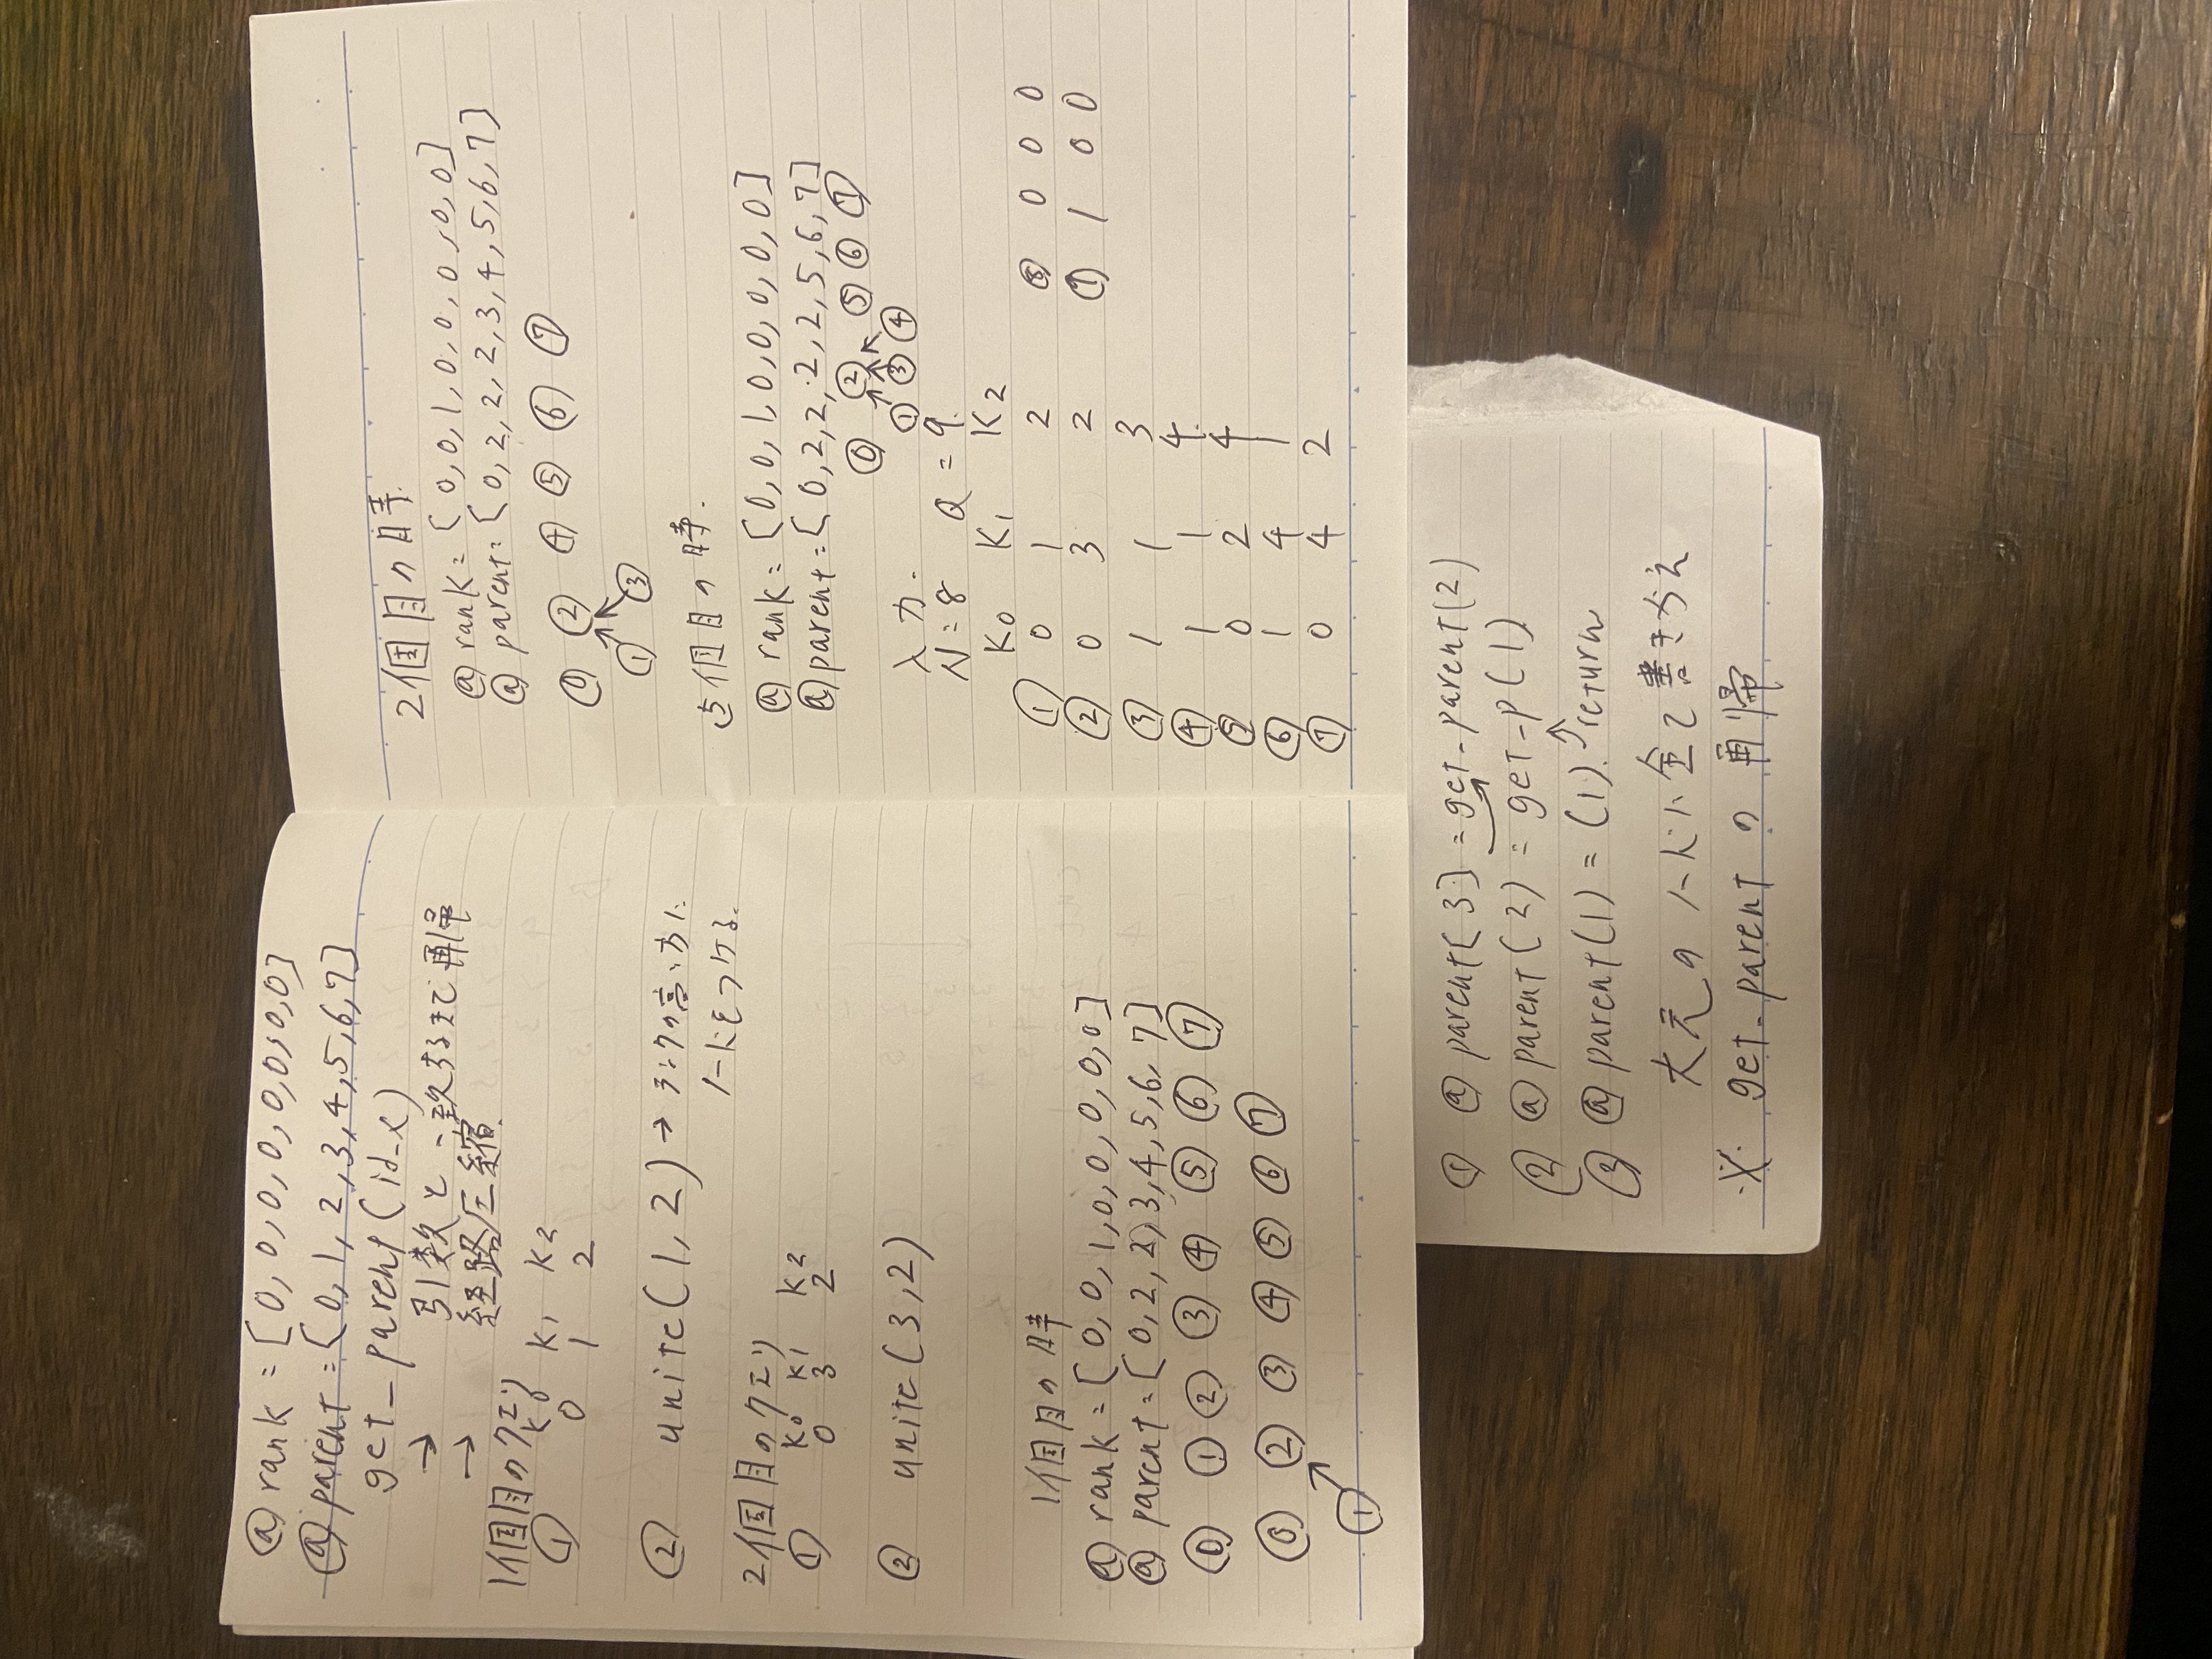 @ rank = [0, 0, 0, 0, 0, 0, 0, 0]
@ parent = [0, 1, 2, 3, 4, 5, 6, 7]
get_parent(id_x)
→ 引数と一致するまで再帰
→ 経路圧縮
1個目のクエリ
① K0 K1 K2
0 1 2
② unite(1, 2) → ランクの高い方に
ノードをつける.
2個目のクエリ
① K0 K1 K2
0 3 2
② unite(3, 2)
1個目の時
@ rank = [0, 0, 1, 0, 0, 0, 0, 0]
@ parent = [0, 2, 2, 3, 4, 5, 6, 7]
⓪ ① ② ③ ④ ⑤ ⑥ ⑦
⓪ ② ③ ④ ⑤ ⑥ ⑦
①
2個目の時
@ rank = [0, 0, 1, 0, 0, 0, 0, 0]
@ parent = [0, 2, 2, 2, 3, 4, 5, 6, 7]
⓪ ② ④ ⑤ ⑥ ⑦
① ③
5個目の時.
@ rank = [0, 0, 1, 0, 0, 0, 0, 0]
@ parent = [0, 2, 2, 2, 2, 5, 6, 7]
⓪ ② ⑤ ⑥ ⑦
① ③ ④
入力.
N = 8 Q = 9.
K0 K1 K2
① 0 1 2 ⑧ 0 0 0
② 0 3 2 ⑨ 1 0 0
③ 1 1 3
④ 1 1 4
⑤ 0 2 4
⑥ 1 4 1
⑦ 0 4 2
① @ parent[3] = get_parent(2)
② @ parent(2) = get_p(1)
③ @ parent(1) = (1). return
大元のノードに全て書きかえ
※ get_parent の再帰